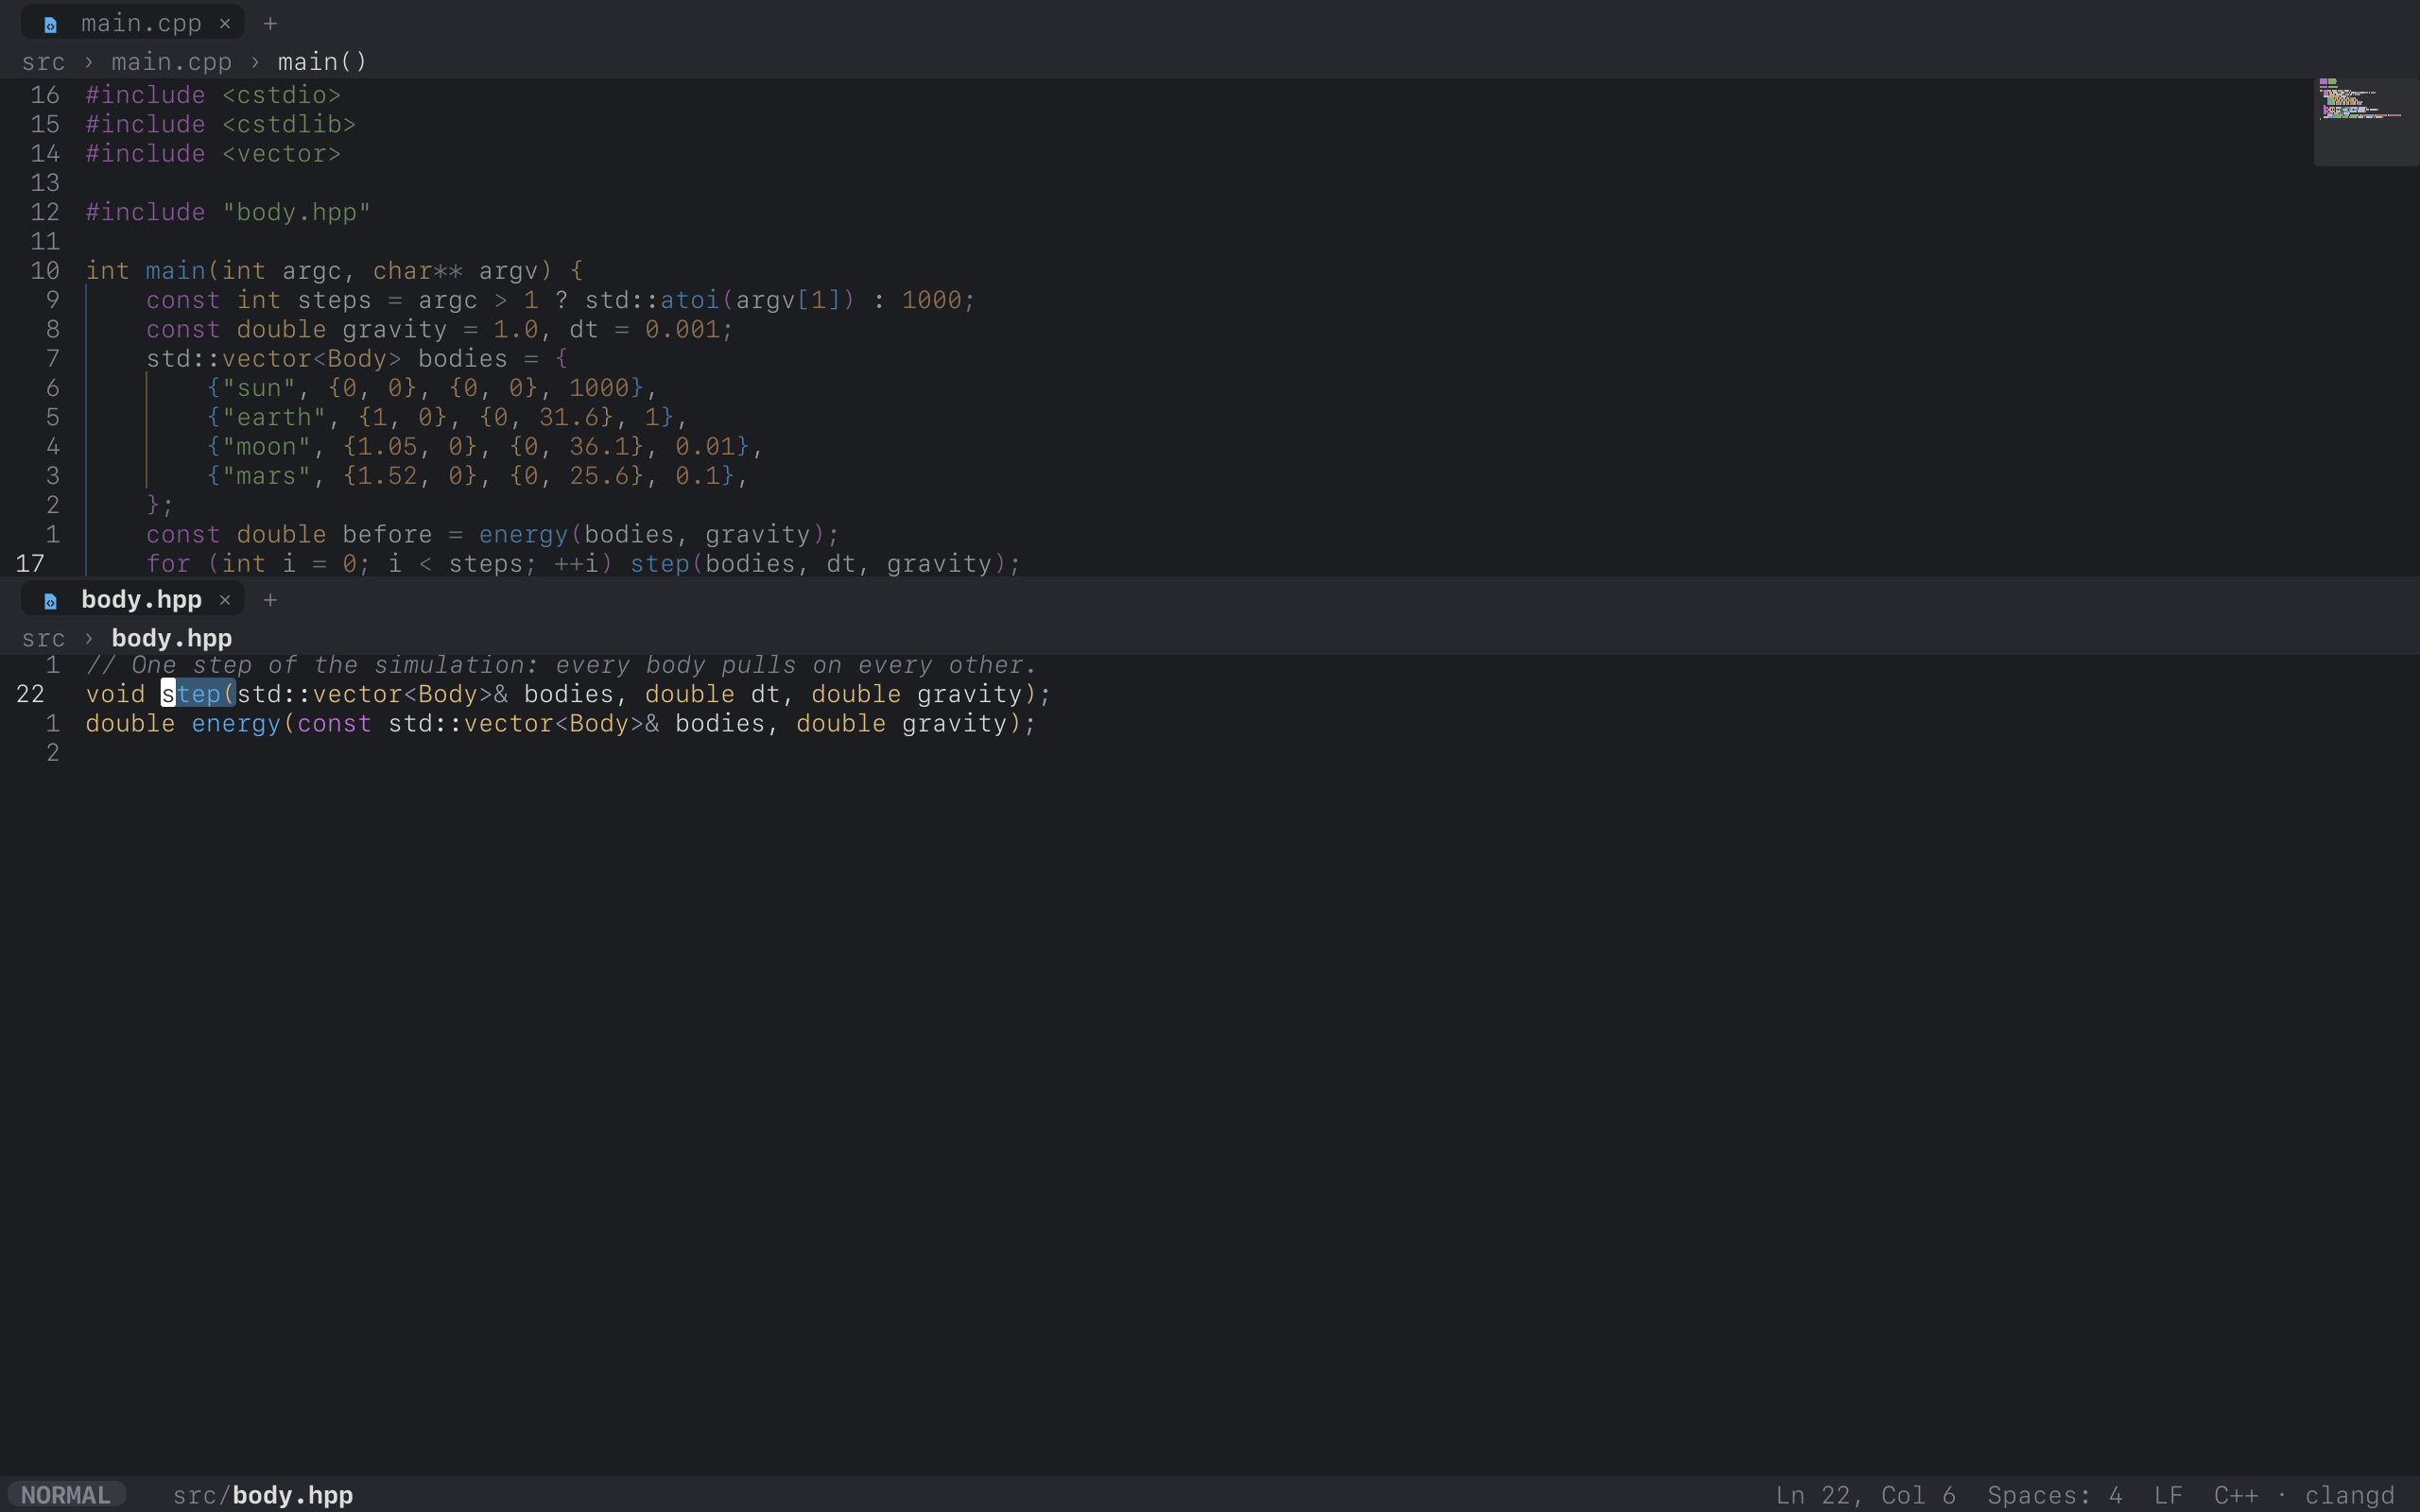 main.cpp × +
src › main.cpp › main()
16 #include <cstdio>
15 #include <cstdlib>
14 #include <vector>
13
12 #include "body.hpp"
11
10 int main(int argc, char** argv) {
9     const int steps = argc > 1 ? std::atoi(argv[1]) : 1000;
8     const double gravity = 1.0, dt = 0.001;
7     std::vector<Body> bodies = {
6         {"sun", {0, 0}, {0, 0}, 1000},
5         {"earth", {1, 0}, {0, 31.6}, 1},
4         {"moon", {1.05, 0}, {0, 36.1}, 0.01},
3         {"mars", {1.52, 0}, {0, 25.6}, 0.1},
2     };
1     const double before = energy(bodies, gravity);
17     for (int i = 0; i < steps; ++i) step(bodies, dt, gravity);
body.hpp × +
src › body.hpp
1 // One step of the simulation: every body pulls on every other.
22 void step(std::vector<Body>& bodies, double dt, double gravity);
1 double energy(const std::vector<Body>& bodies, double gravity);
2
NORMAL src/body.hpp Ln 22, Col 6 Spaces: 4 LF C++ · clangd